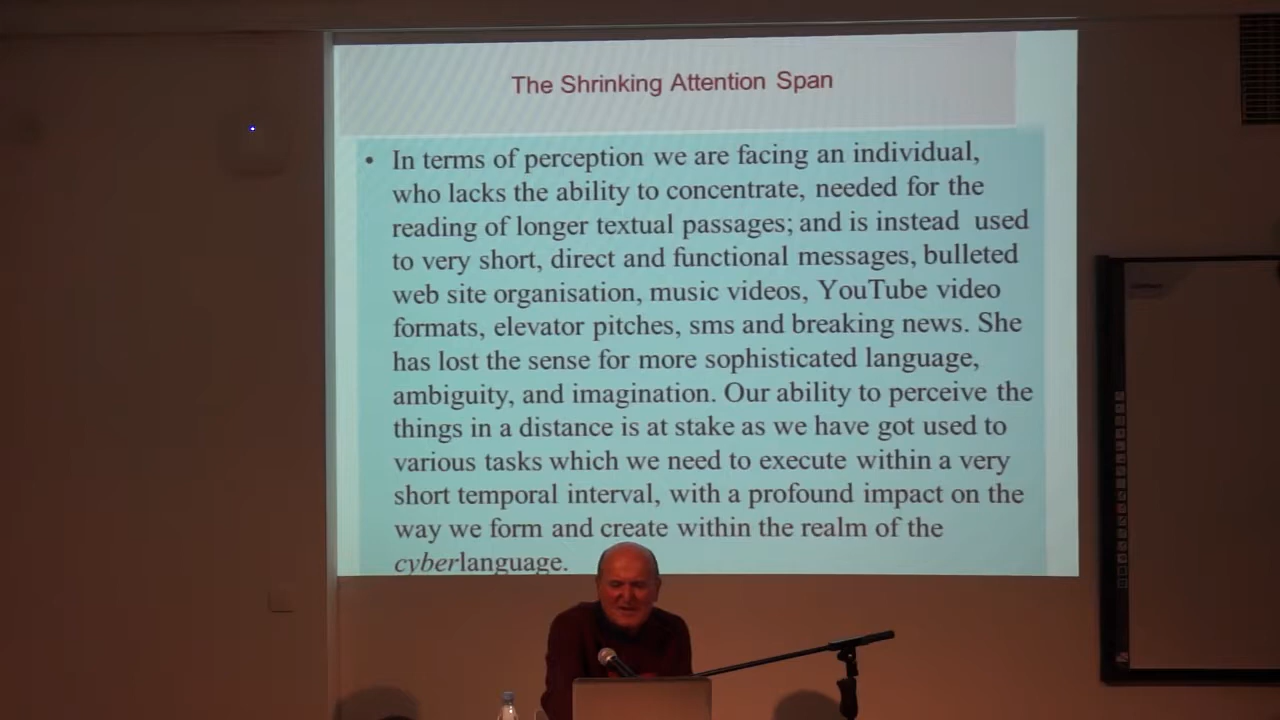 The Shrinking Attention Span
• In terms of perception we are facing an individual,
who lacks the ability to concentrate, needed for the
reading of longer textual passages; and is instead used
to very short, direct and functional messages, bulleted
web site organisation, music videos, YouTube video
formats, elevator pitches, sms and breaking news. She
has lost the sense for more sophisticated language,
ambiguity, and imagination. Our ability to perceive the
things in a distance is at stake as we have got used to
various tasks which we need to execute within a very
short temporal interval, with a profound impact on the
way we form and create within the realm of the
cyberlanguage.